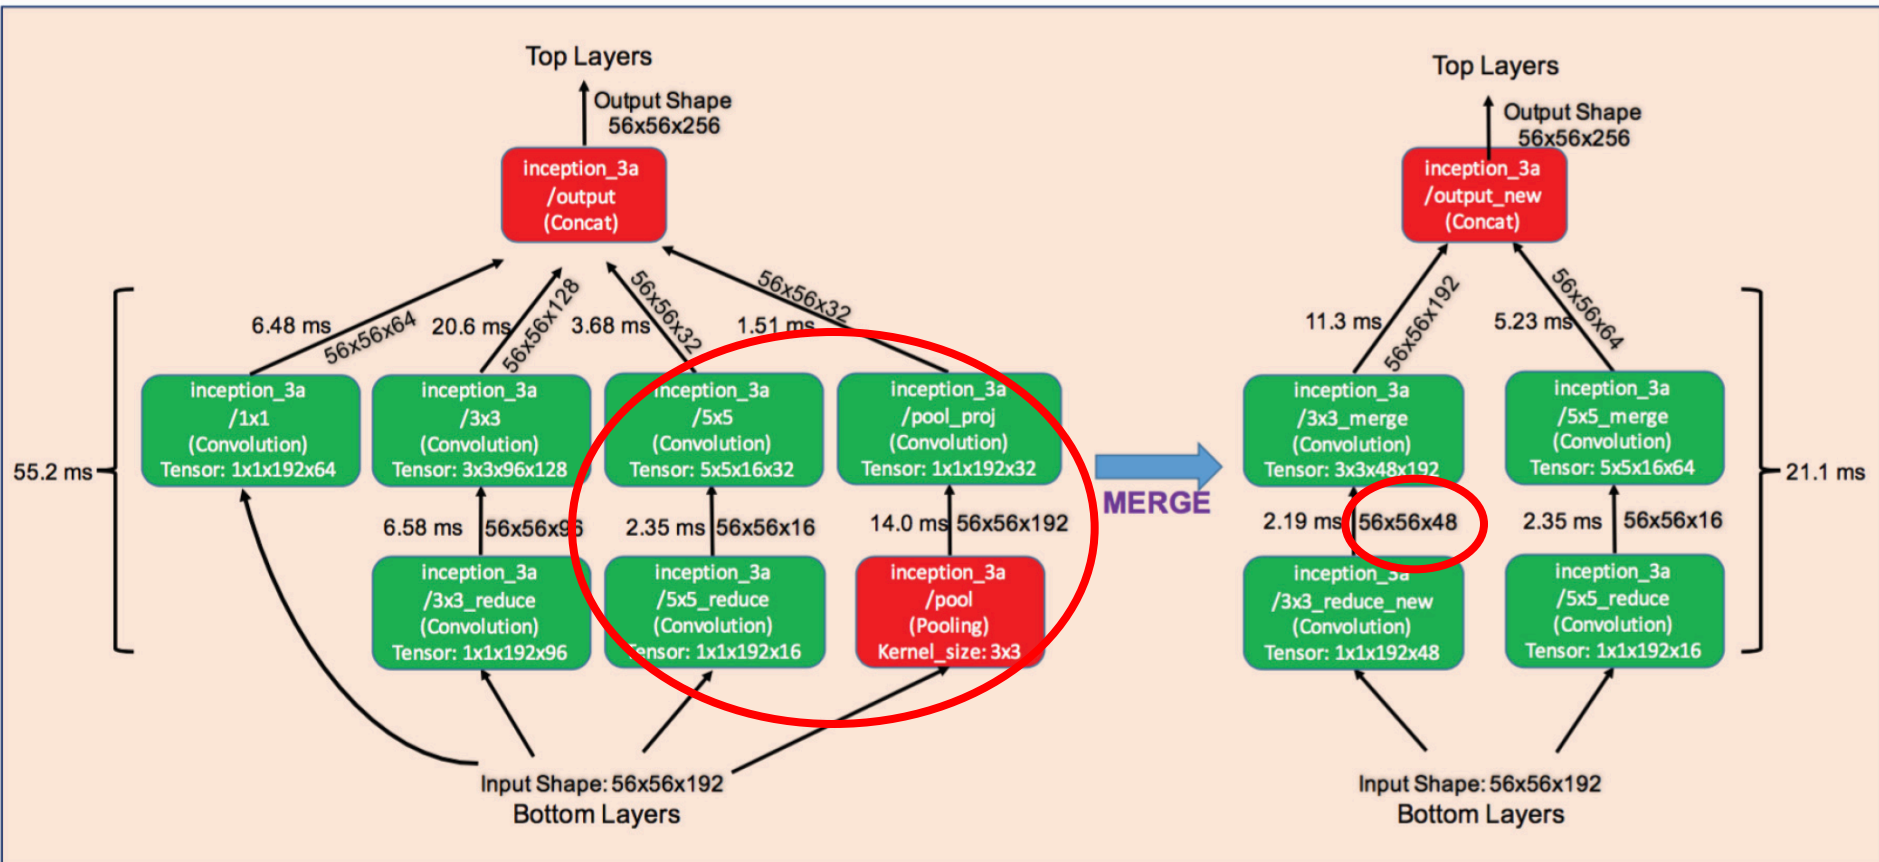 Top Layers
Output Shape
56x56x256
inception_3a
/output
(Concat)
6.48 ms
56x56x64
20.6 ms
56x56x128
3.68 ms
56x56x32
1.51 ms
56x56x32
55.2 ms
inception_3a
/1x1
(Convolution)
Tensor: 1x1x192x64
inception_3a
/3x3
(Convolution)
Tensor: 3x3x96x128
inception_3a
/5x5
(Convolution)
Tensor: 5x5x16x32
inception_3a
/pool_proj
(Convolution)
Tensor: 1x1x192x32
6.58 ms
56x56x96
2.35 ms
56x56x16
14.0 ms
56x56x192
inception_3a
/3x3_reduce
(Convolution)
Tensor: 1x1x192x96
inception_3a
/5x5_reduce
(Convolution)
Tensor: 1x1x192x16
inception_3a
/pool
(Pooling)
Kernel_size: 3x3
Input Shape: 56x56x192
Bottom Layers
MERGE
Top Layers
Output Shape
56x56x256
inception_3a
/output_new
(Concat)
11.3 ms
56x56x192
5.23 ms
56x56x64
inception_3a
/3x3_merge
(Convolution)
Tensor: 3x3x48x192
inception_3a
/5x5_merge
(Convolution)
Tensor: 5x5x16x64
21.1 ms
2.19 ms
56x56x48
2.35 ms
56x56x16
inception_3a
/3x3_reduce_new
(Convolution)
Tensor: 1x1x192x48
inception_3a
/5x5_reduce
(Convolution)
Tensor: 1x1x192x16
Input Shape: 56x56x192
Bottom Layers